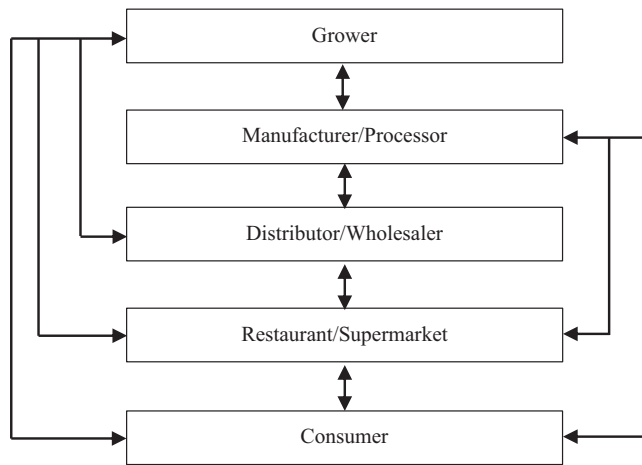 Grower
Manufacturer/Processor
Distributor/Wholesaler
Restaurant/Supermarket
Consumer